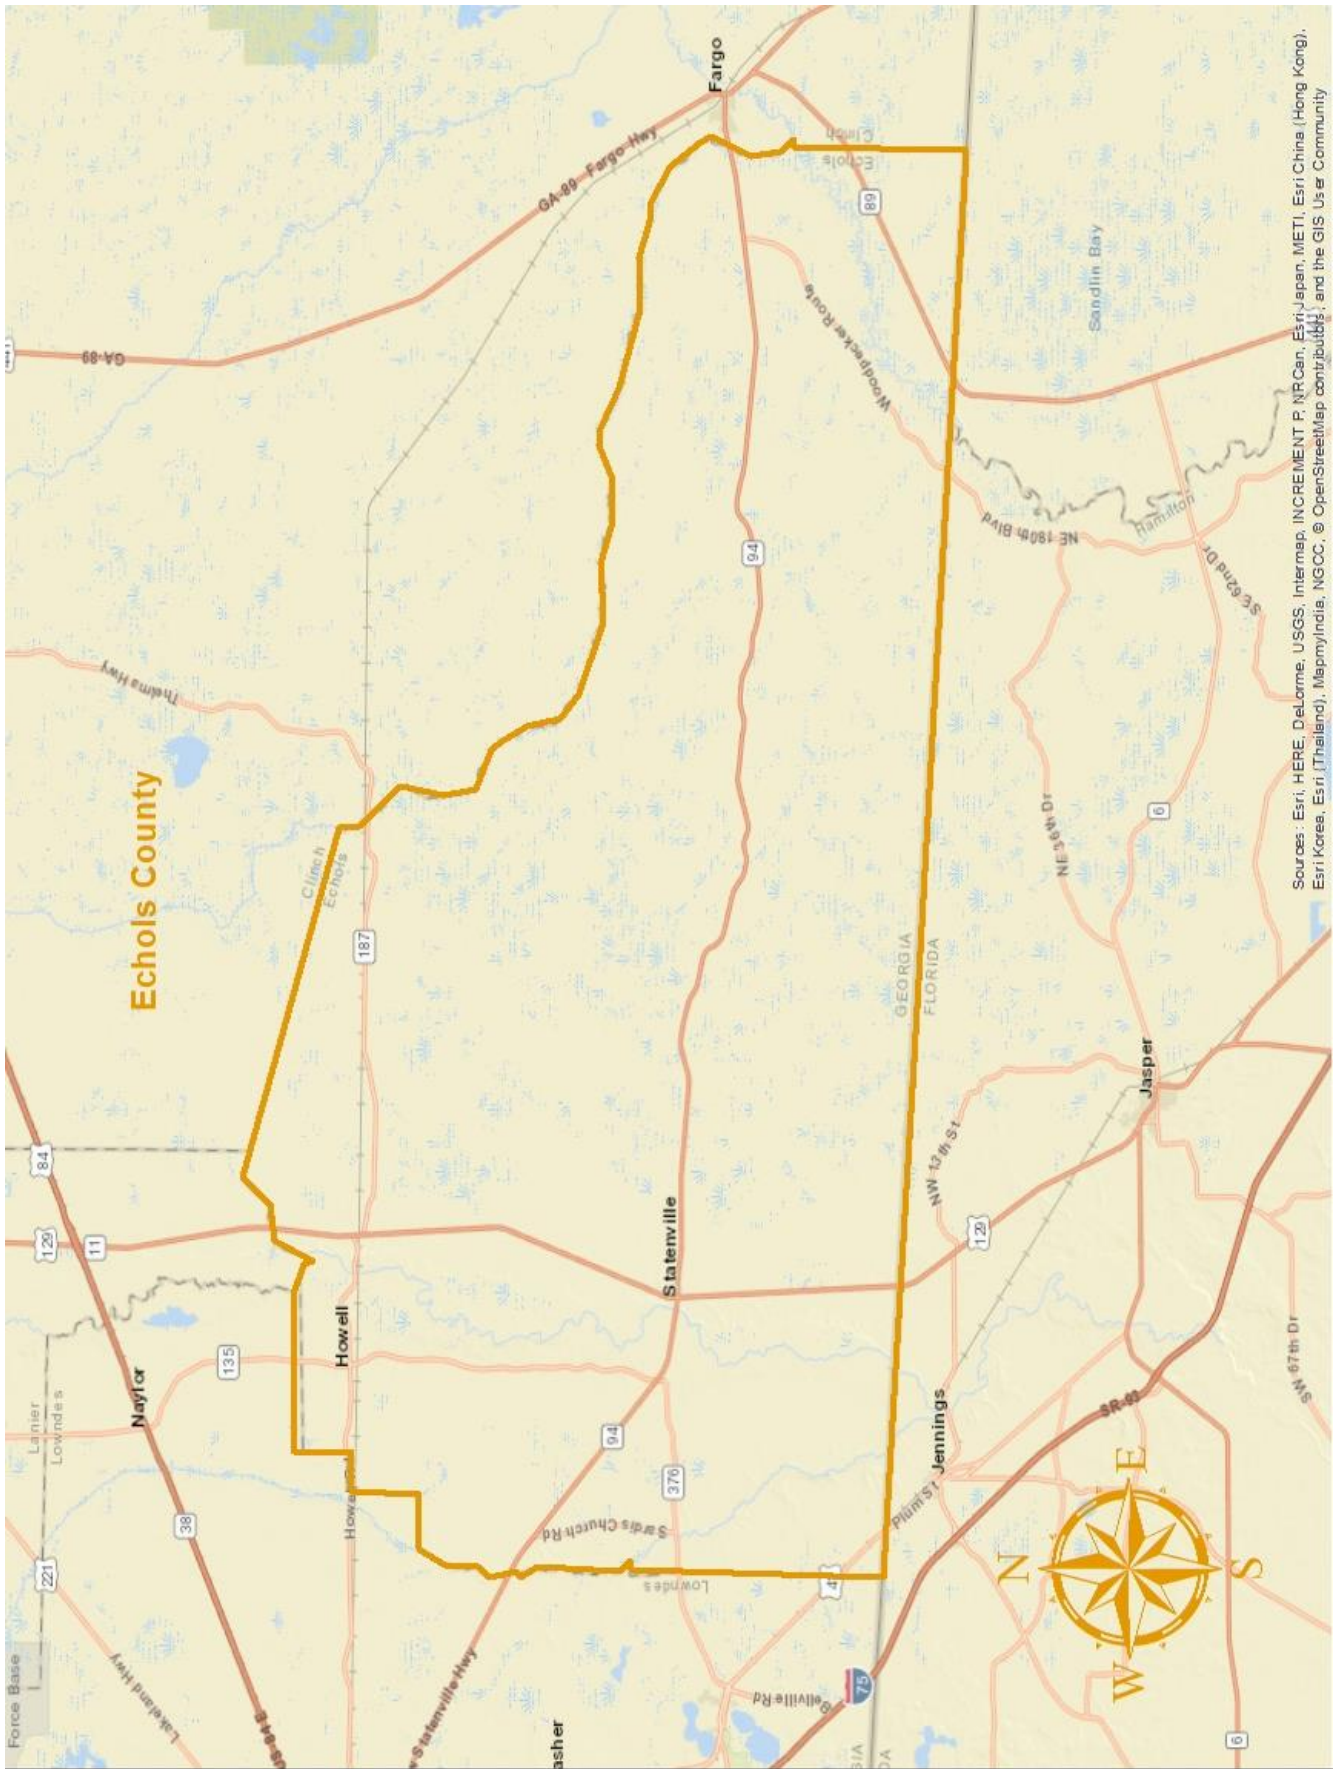 Echols County
Force Base
221
Lanier
Lowndes
129
84
11
GA-89
Thelma Hwy
Naylor
38
135
Lakeland Hwy
US-84-E
Howell
187
Clinch
Echols
GA-89 Fargo Hwy
Fargo
Statenville Hwy
94
Sardis Church Rd
376
Statenville
94
Lowndes
Bellville Rd
75
Woodpecker Route
89
Echols
Clinch
GEORGIA
FLORIDA
Plum St
Jennings
NW 13th St
129
NE 180th Blvd
Sandlin Bay
NE 36th Dr
Hamilton
SR-93
Jasper
6
SE 62nd Dr
441
6
SW 67th Dr
N
E
S
W
Sources: Esri, HERE, DeLorme, USGS, Intermap, INCREMENT P, NRCan, Esri Japan, METI, Esri China (Hong Kong),
Esri Korea, Esri (Thailand), MapmyIndia, NGCC, © OpenStreetMap contributors, and the GIS User Community